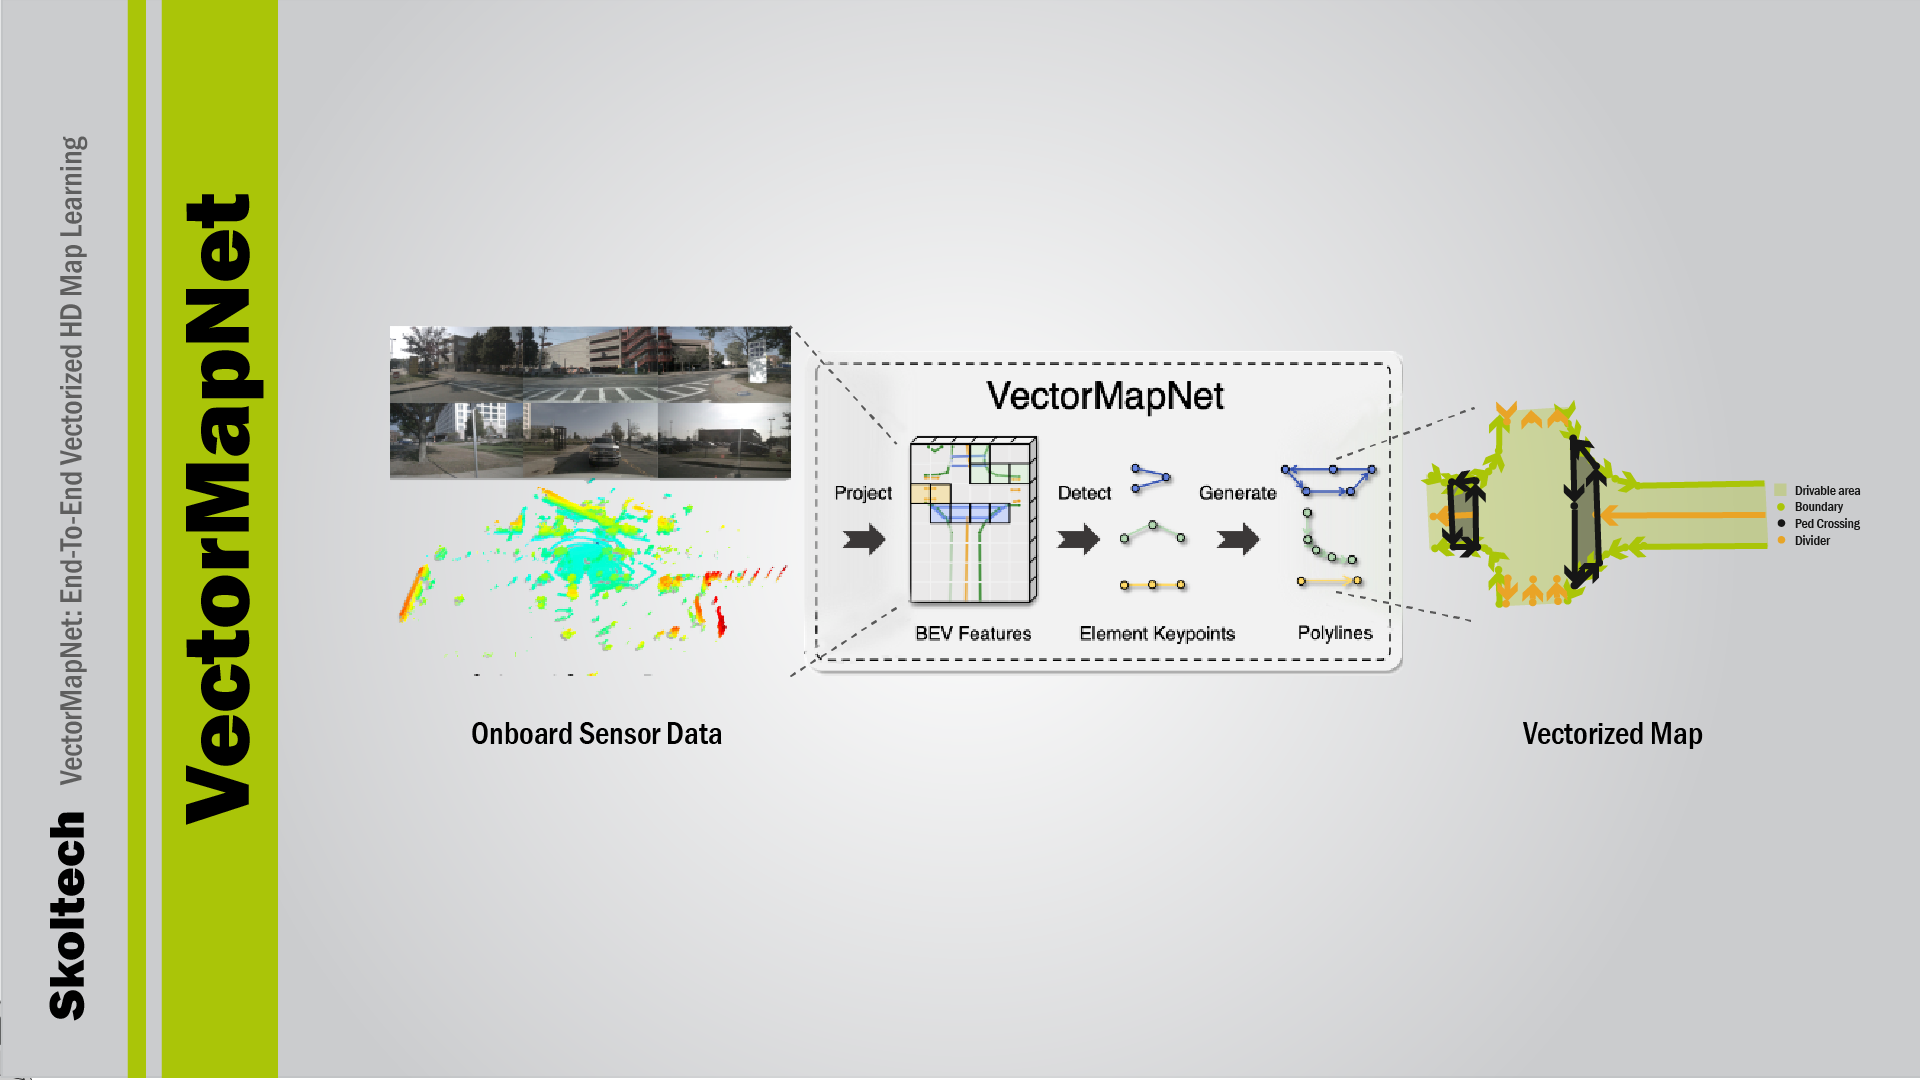 Skoltech
VectorMapNet: End-To-End Vectorized HD Map Learning
VectorMapNet
VectorMapNet
Project
Detect
Generate
BEV Features
Element Keypoints
Polylines
Drivable area
Boundary
Ped Crossing
Divider
Onboard Sensor Data
Vectorized Map